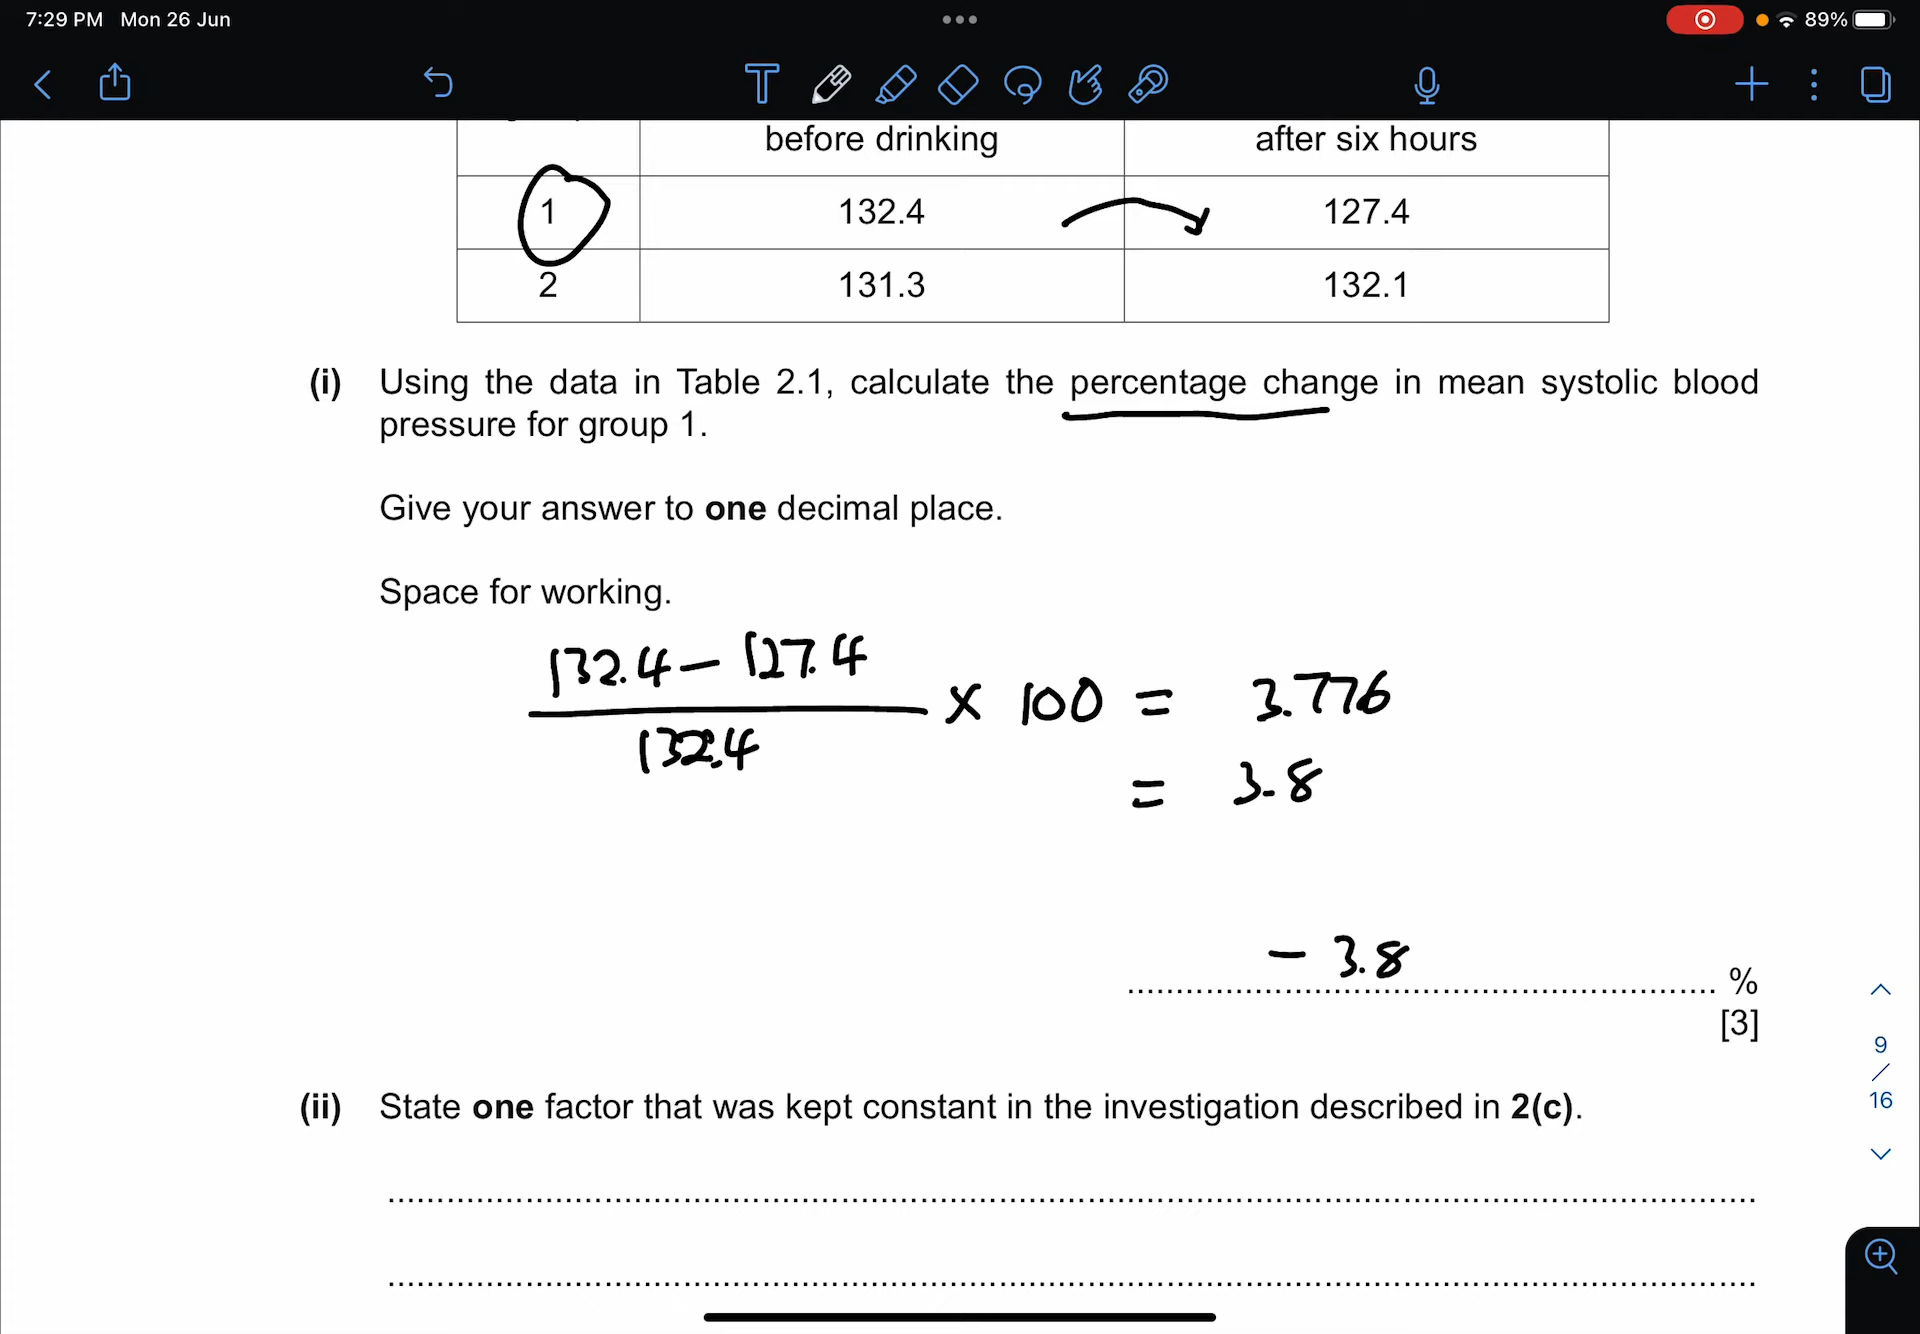 7:29 PM Mon 26 Jun
89%
before drinking after six hours
1 132.4 127.4
2 131.3 132.1
(i) Using the data in Table 2.1, calculate the percentage change in mean systolic blood
pressure for group 1.
Give your answer to one decimal place.
Space for working.
132.4 – 127.4
132.4
× 100 = 3.776
= 3.8
– 3.8
.......................................................... %
[3]
9
/
16
(ii) State one factor that was kept constant in the investigation described in 2(c).